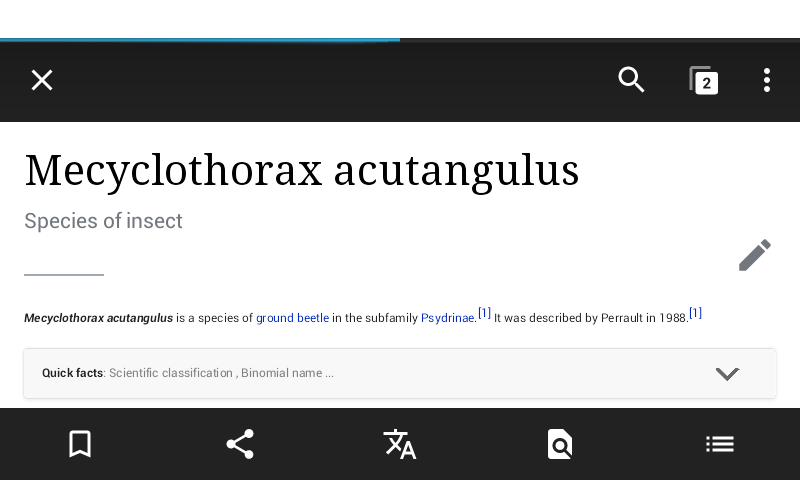 2
Mecyclothorax acutangulus
Species of insect
Mecyclothorax acutangulus is a species of ground beetle in the subfamily Psydrinae.[1] It was described by Perrault in 1988.[1]
Quick facts: Scientific classification , Binomial name ...